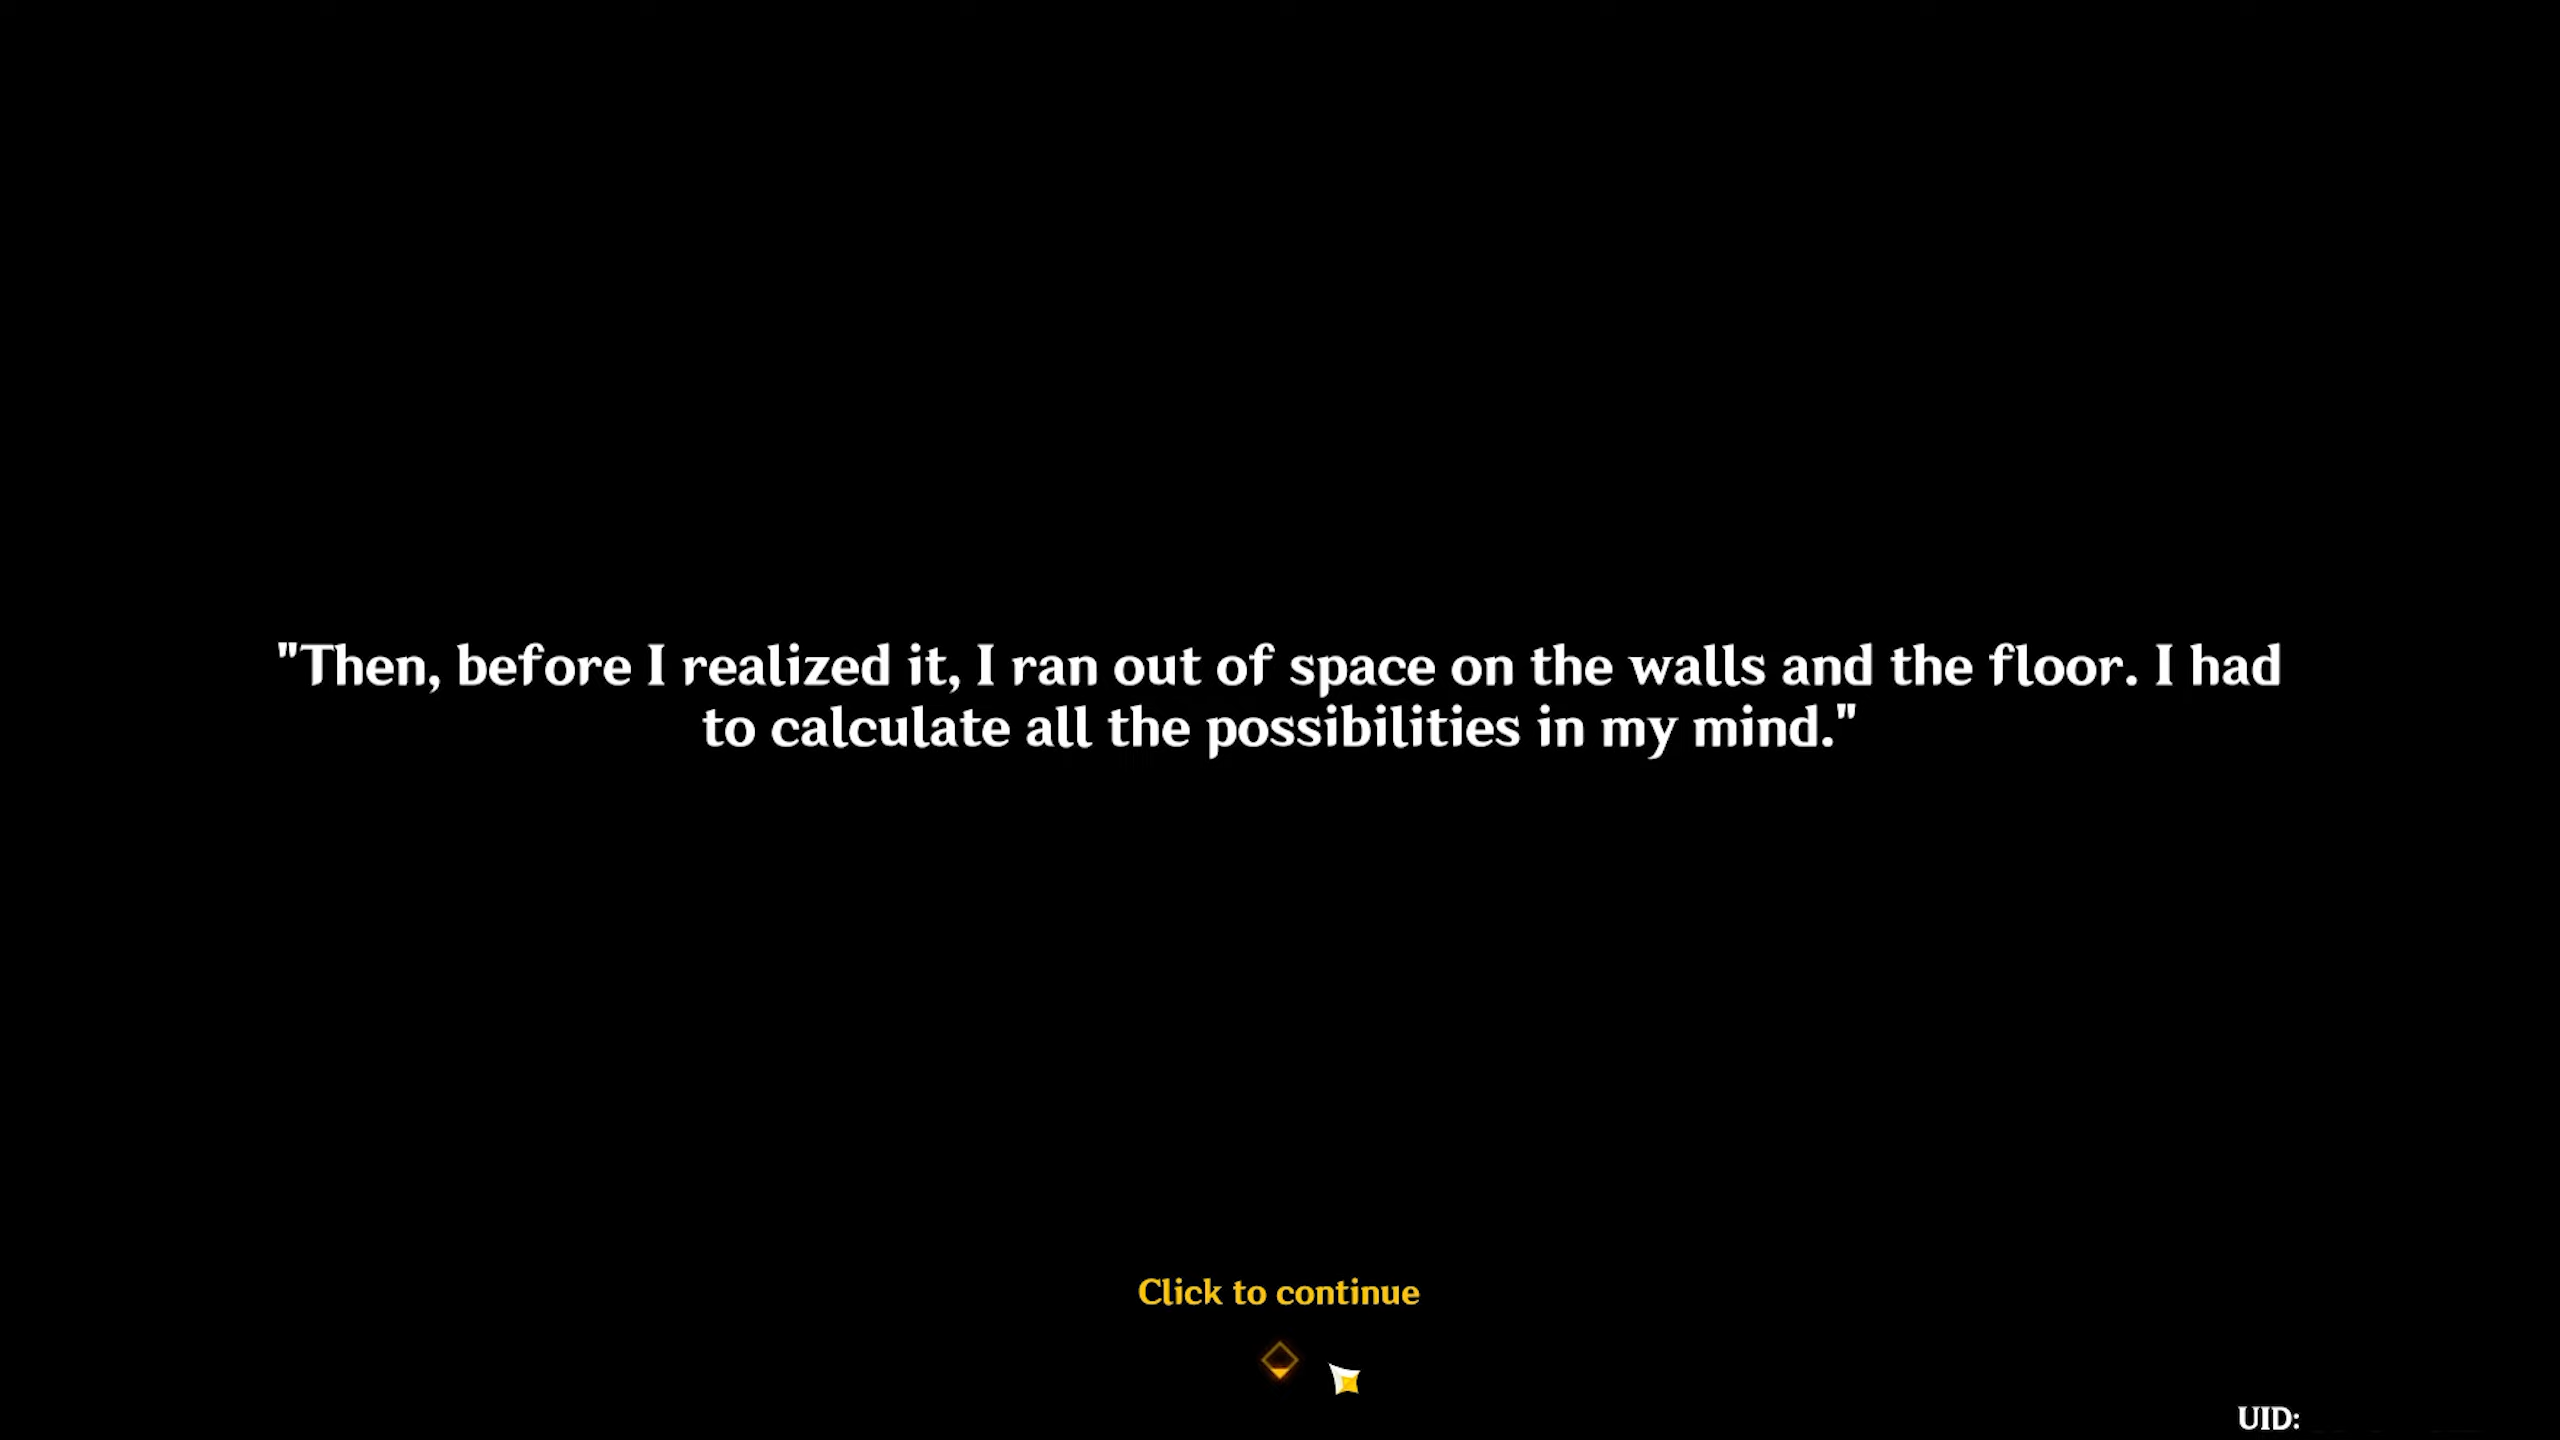 "Then, before I realized it, I ran out of space on the walls and the floor. I had
to calculate all the possibilities in my mind."
Click to continue
UID: